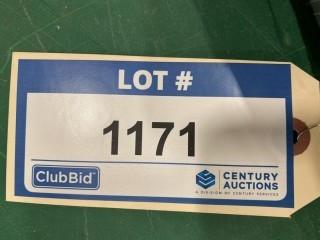 LOT #
1171
ClubBid
CENTURY
AUCTIONS
A DIVISION OF CENTURY SERVICES